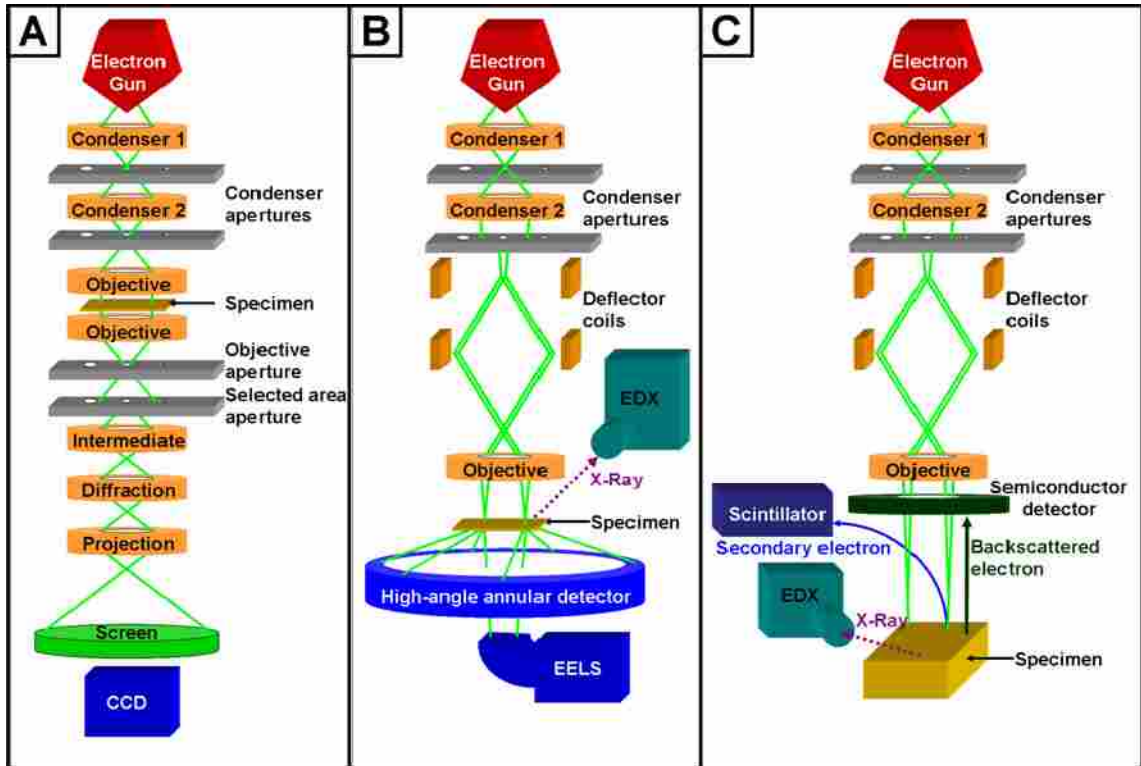 A
Electron
Gun
Condenser 1
Condenser
apertures
Condenser 2
Objective
Specimen
Objective
Objective
aperture
Selected area
aperture
Intermediate
Diffraction
Projection
Screen
CCD
B
Electron
Gun
Condenser 1
Condenser
apertures
Condenser 2
Deflector
coils
EDX
Objective
X-Ray
Specimen
High-angle annular detector
EELS
C
Electron
Gun
Condenser 1
Condenser
apertures
Condenser 2
Deflector
coils
Objective
Semiconductor
detector
Scintillator
Secondary electron
Backscattered
electron
EDX
X-Ray
Specimen